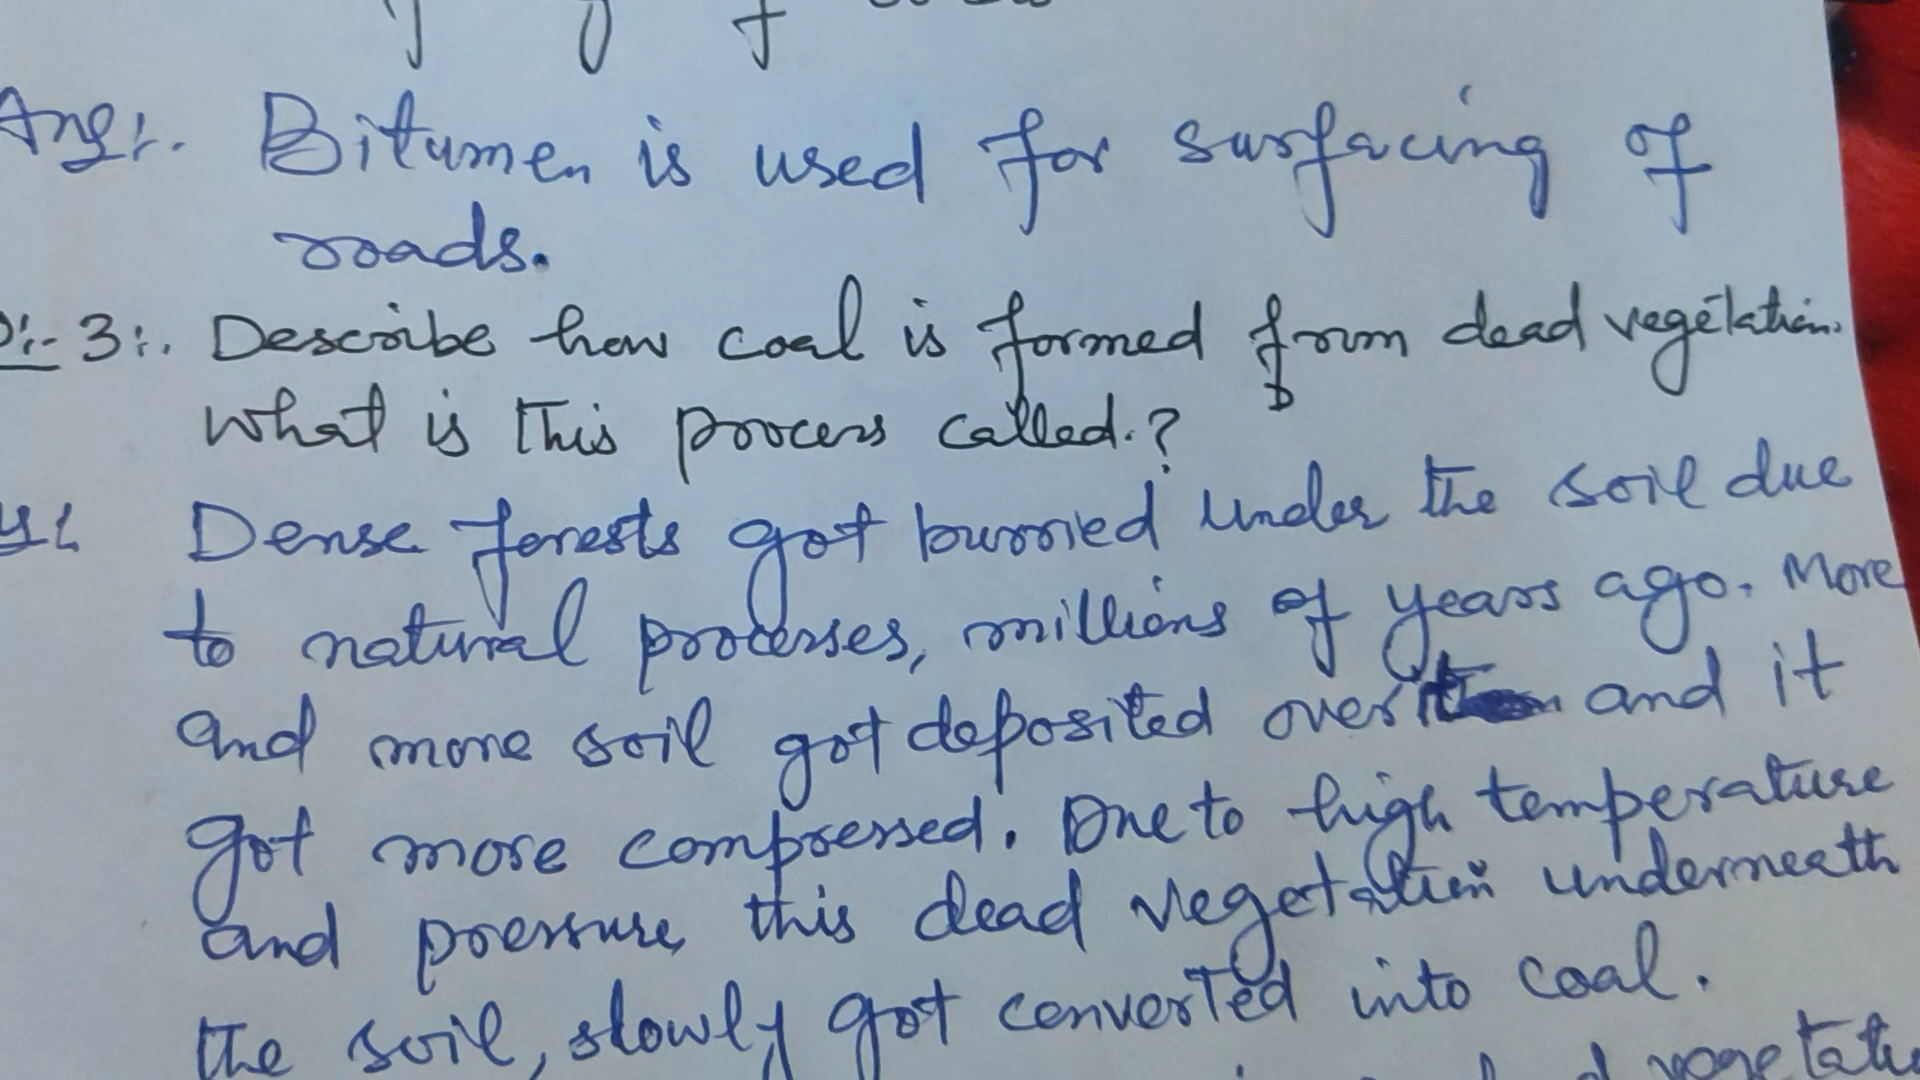 Ans:. Bitumen is used for surfacing of
roads.
Q:- 3:. Describe how coal is formed from dead vegetation.
What is this process called.?
Dense forests got burried under the soil due
to natural processes, millions of years ago. More
and more soil got deposited over it and it
got more compressed. Due to high temperature
and pressure, this dead vegetation underneath
the soil, slowly got converted into coal.